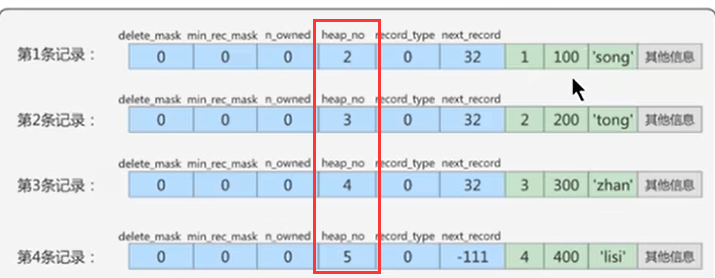 delete_mask min_rec_mask n_owned heap_no record_type next_record
第1条记录： 0 0 0 2 0 32 1 100 'song' 其他信息
delete_mask min_rec_mask n_owned heap_no record_type next_record
第2条记录： 0 0 0 3 0 32 2 200 'tong' 其他信息
delete_mask min_rec_mask n_owned heap_no record_type next_record
第3条记录： 0 0 0 4 0 32 3 300 'zhan' 其他信息
delete_mask min_rec_mask n_owned heap_no record_type next_record
第4条记录： 0 0 0 5 0 -111 4 400 'lisi' 其他信息